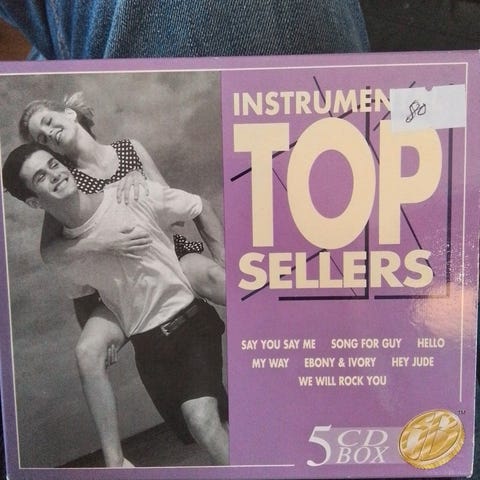 INSTRUMEN
80
TOP
SELLERS
SAY YOU SAY ME SONG FOR GUY HELLO
MY WAY EBONY & IVORY HEY JUDE
WE WILL ROCK YOU
5 CD
BOX
TM